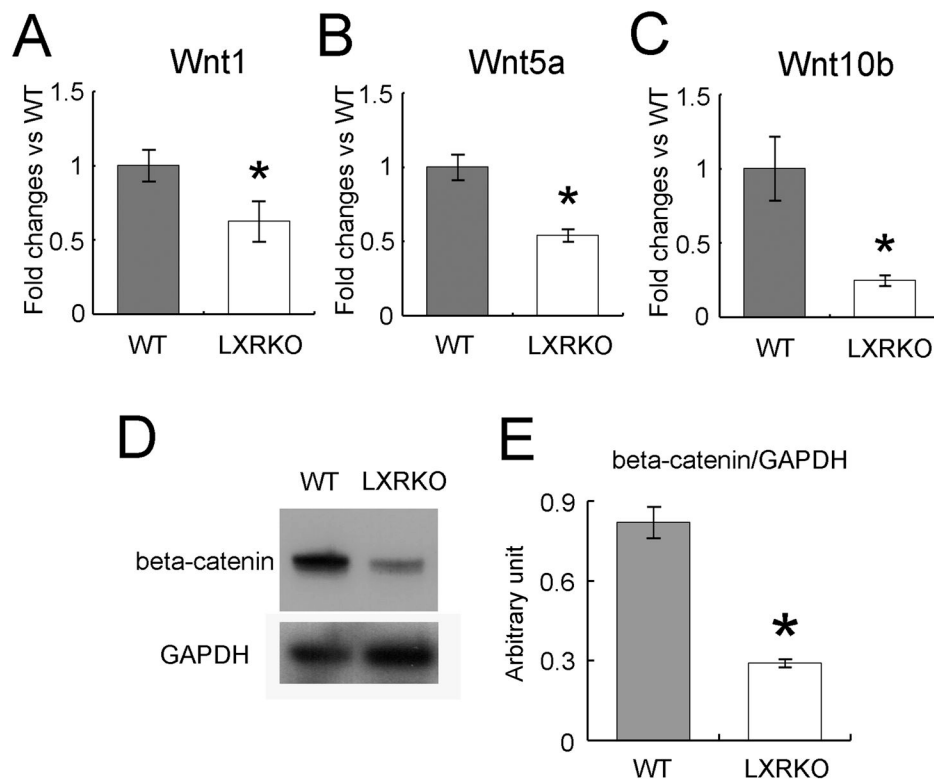 A
Wnt1
Fold changes vs WT
1.5
1
0.5
0
*
WT LXRKO
B
Wnt5a
Fold changes vs WT
1.5
1
0.5
0
*
WT LXRKO
C
Wnt10b
Fold changes vs WT
1.5
1
0.5
0
*
WT LXRKO
D
WT LXRKO
beta-catenin
GAPDH
E
beta-catenin/GAPDH
Arbitrary unit
0.9
0.6
0.3
0
*
WT LXRKO